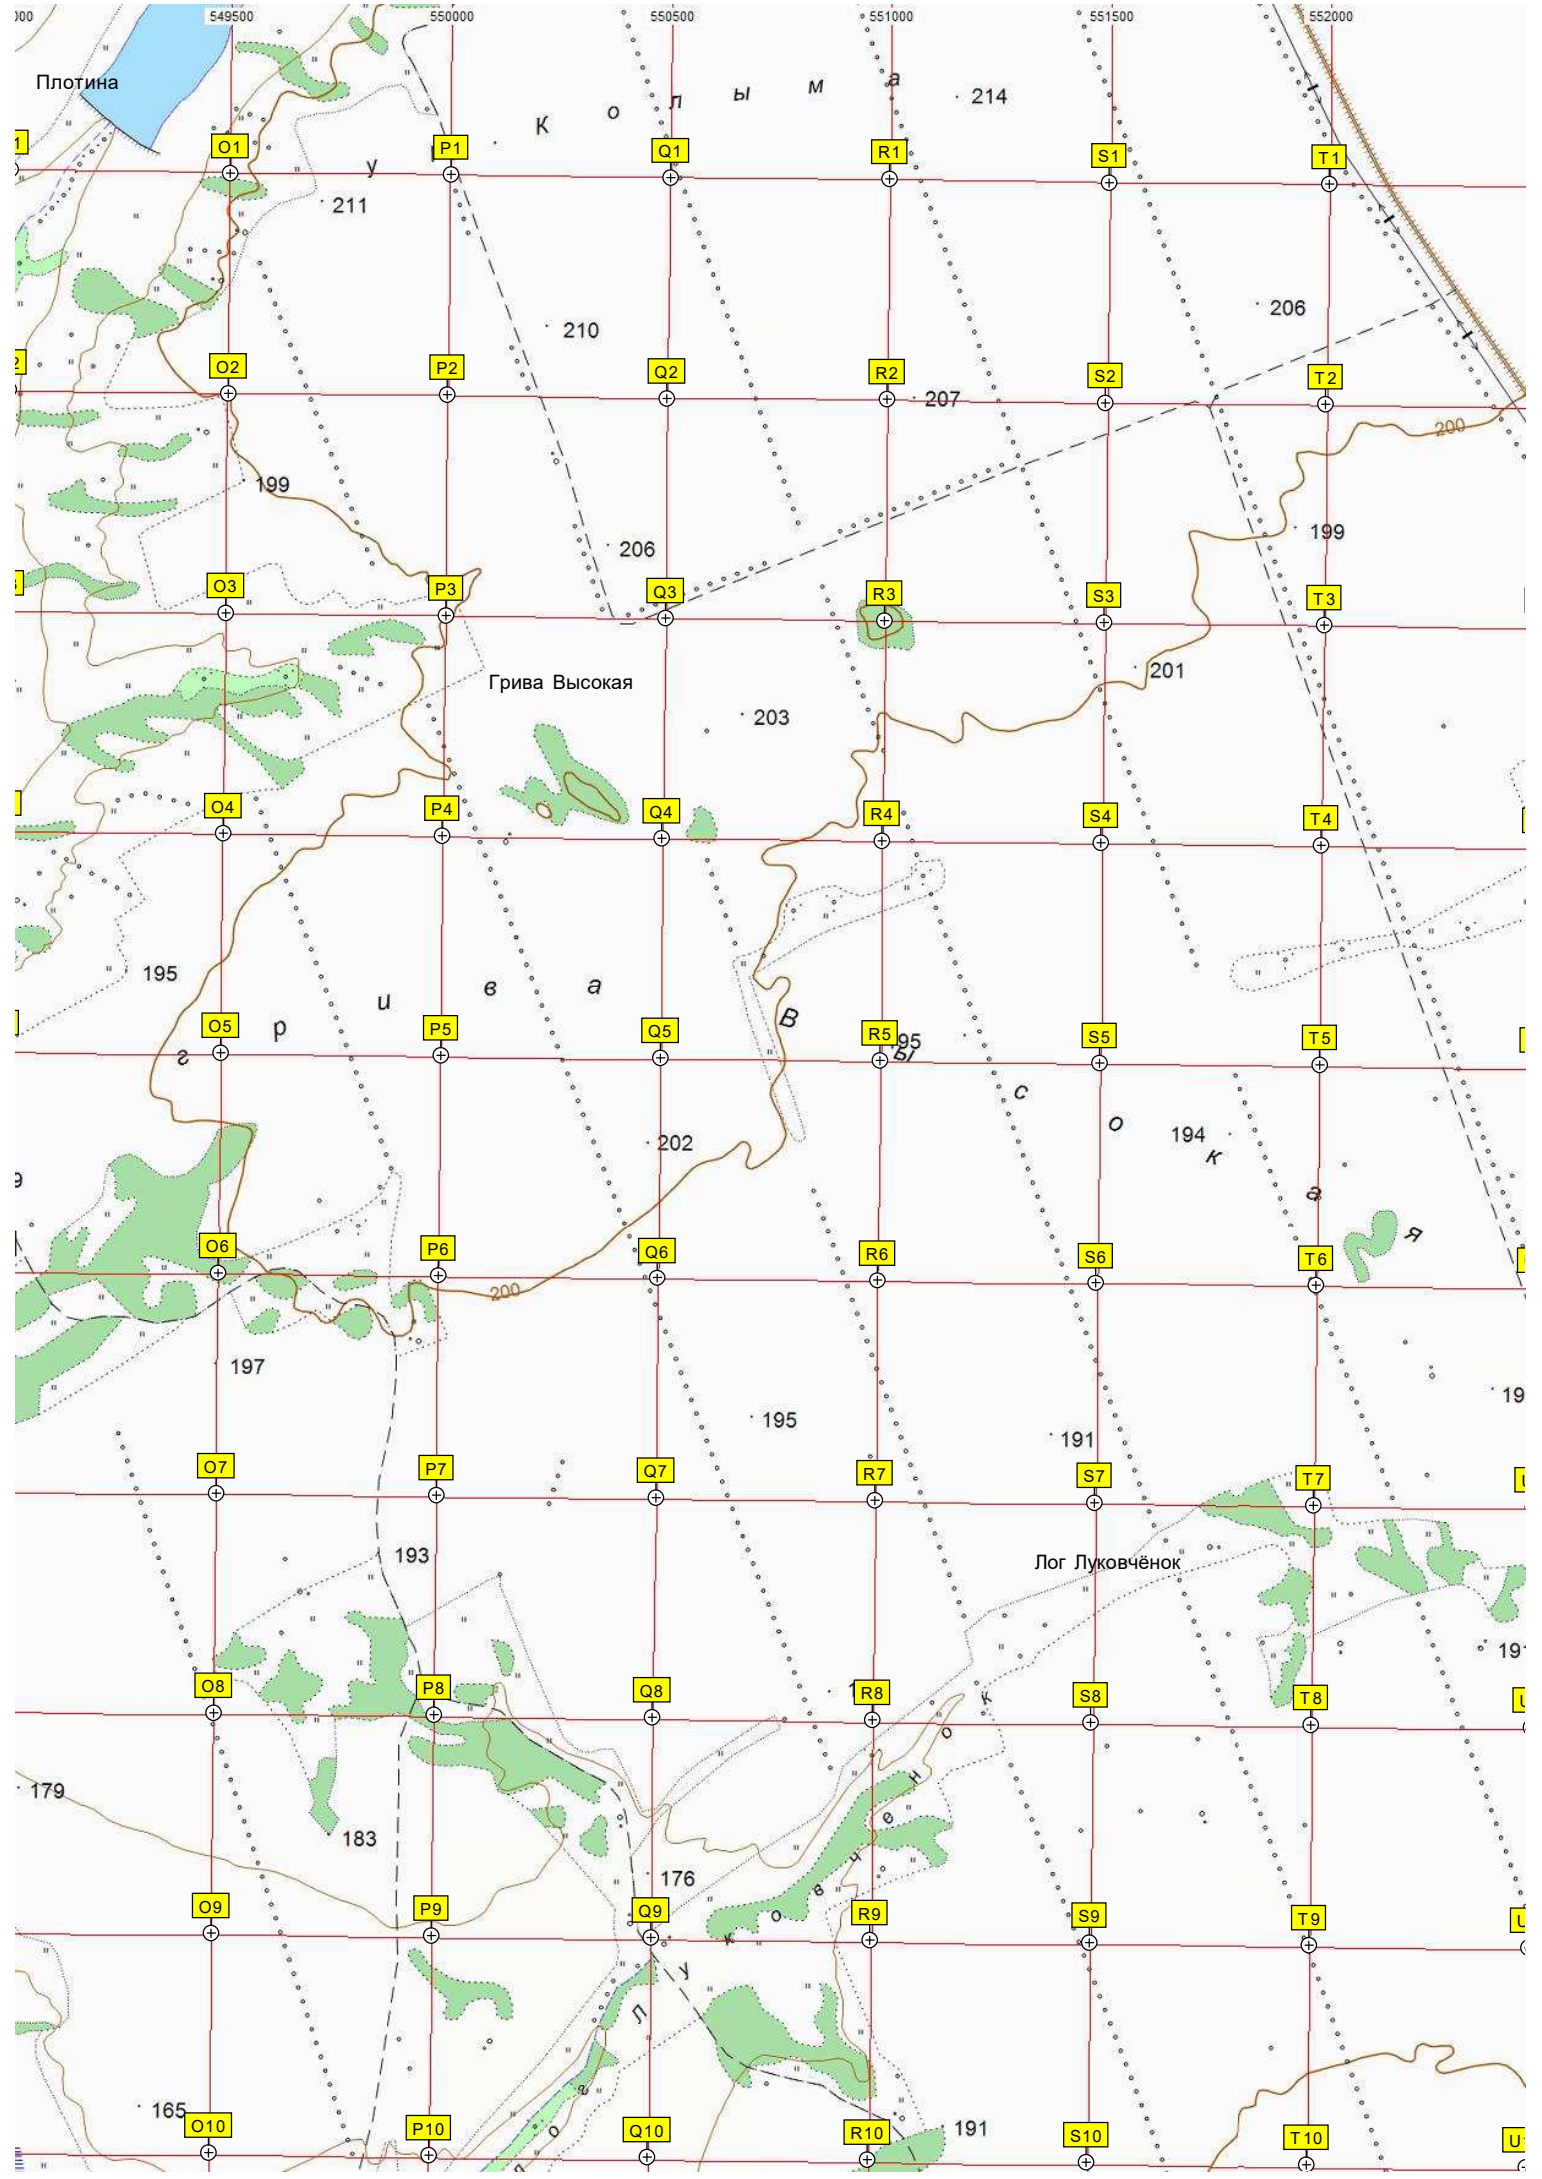 549500 550000 550500 551000 551500 552000
Плотина
у К о л ы м а
214
O1 P1 Q1 R1 S1 T1
211
206
210
O2 P2 Q2 R2 S2 T2
207
200
199
199
206
O3 P3 Q3 R3 S3 T3
201
Грива Высокая
203
O4 P4 Q4 R4 S4 T4
195
г р и в а В ы с о к а я
O5 P5 Q5 R5 S5 T5
95
194
202
O6 P6 Q6 R6 S6 T6
200
197
195
191
O7 P7 Q7 R7 S7 T7
193
Лог Луковчёнок
O8 P8 Q8 R8 S8 T8
179
183
176
O9 P9 Q9 R9 S9 T9
л о г Л у к о в ч е н о к
165
191
O10 P10 Q10 R10 S10 T10